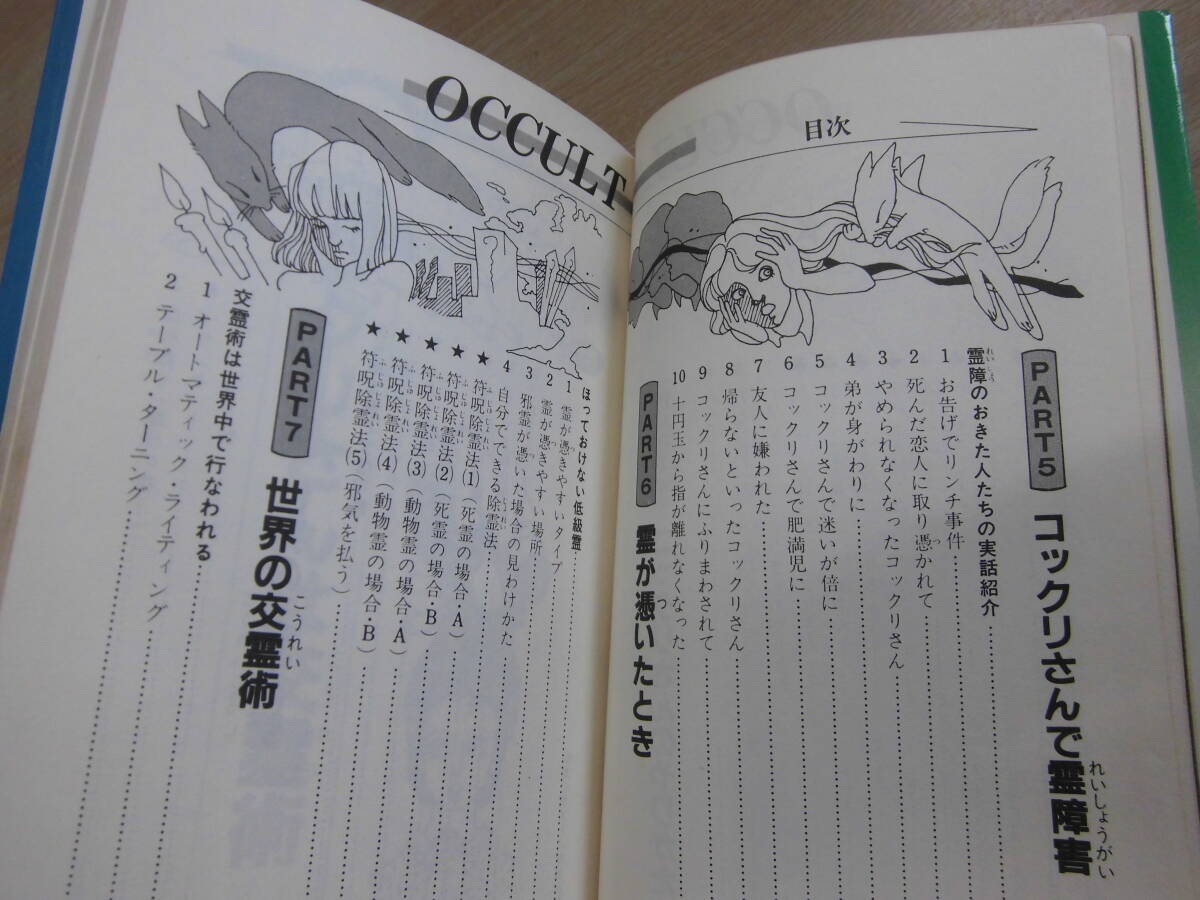 目次
PART5 コックリさんで霊障害
れいしょうがい
霊障のおきた人たちの実話紹介
1 お告げでリンチ事件
2 死んだ恋人に取り憑かれて
3 やめられなくなったコックリさん
4 弟が身がわりに
5 コックリさんで迷いが倍に
6 コックリさんで肥満児に
7 友人に嫌われた
8 帰らないといったコックリさん
9 コックリさんにふりまわされて
10 十円玉から指が離れなくなった
PART6 霊が憑いたとき
つ
OCCULT
ほっておけない低級霊
1 霊が憑きやすいタイプ
2 霊が憑きやすい場所
3 邪霊が憑いた場合の見わけかた
4 自分でできる除霊法
★符呪除霊法(1)(死霊の場合・A)
★符呪除霊法(2)(死霊の場合・B)
★符呪除霊法(3)(動物霊の場合・A)
★符呪除霊法(4)(動物霊の場合・B)
★符呪除霊法(5)(邪気を払う)
PART7 世界の交霊術
こうれい
交霊術は世界中で行なわれる
1 オートマティック・ライティング
2 テーブル・ターニング